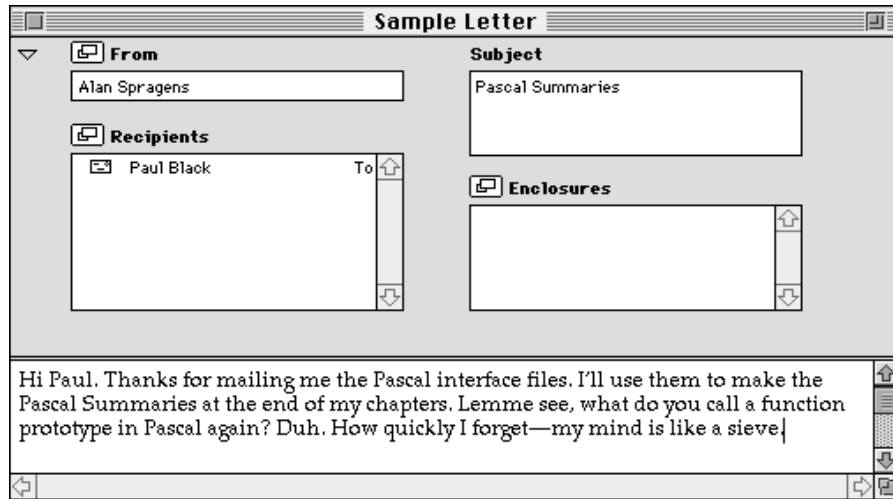 Sample Letter
From
Alan Spragens
Subject
Pascal Summaries
Recipients
Paul Black To
Enclosures
Hi Paul. Thanks for mailing me the Pascal interface files. I'll use them to make the
Pascal Summaries at the end of my chapters. Lemme see, what do you call a function
prototype in Pascal again? Duh. How quickly I forget—my mind is like a sieve.